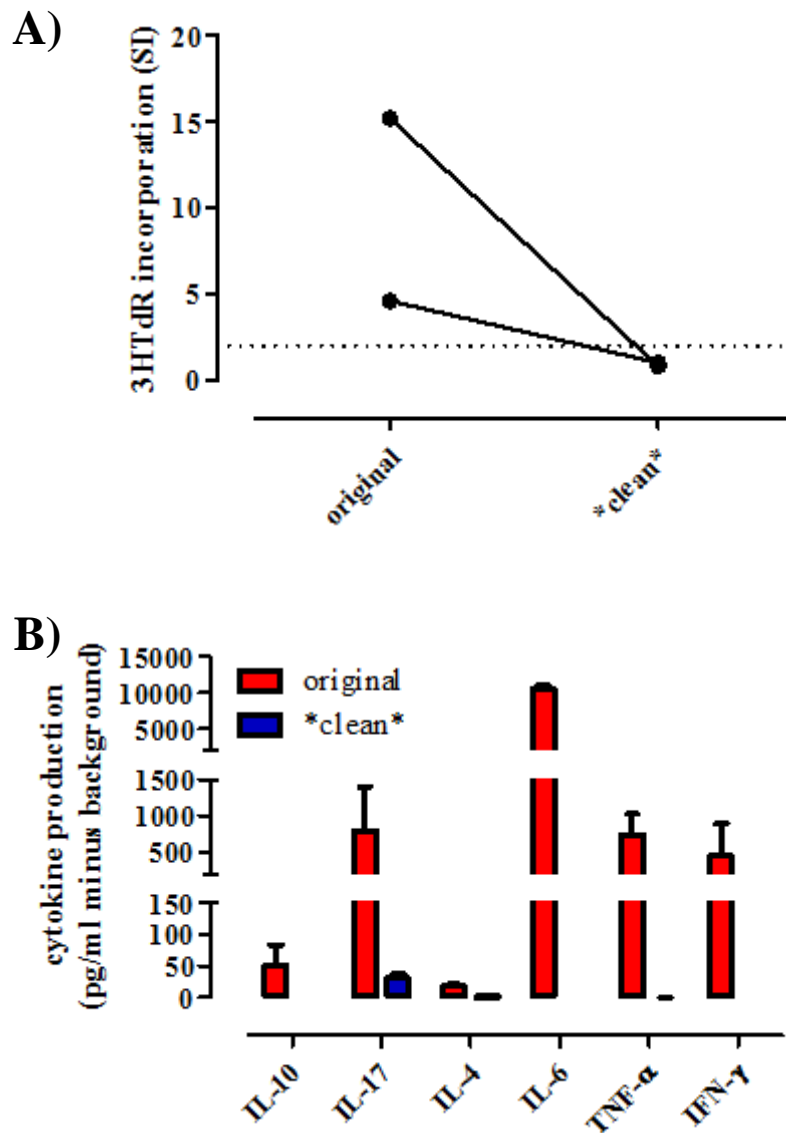 A)
3HTdR incorporation (SI)
20
15
10
5
0
original
*clean*
B)
cytokine production
(pg/ml minus background)
15000
10000
5000
1500
1000
500
150
100
50
0
original
*clean*
IL-10
IL-17
IL-4
IL-6
TNF-α
IFN-γ